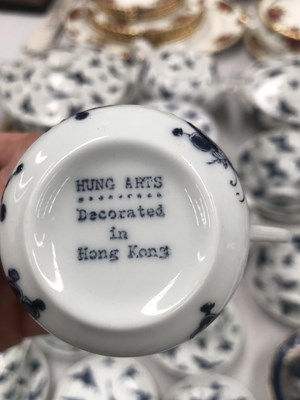 HUNG ARTS
Decorated
in
Hong Kong